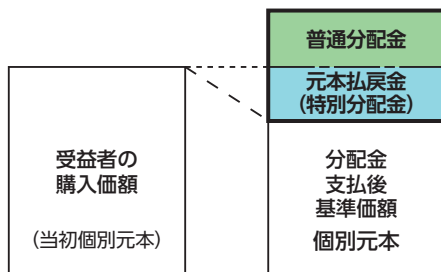 普通分配金
元本払戻金
(特別分配金)
受益者の
購入価額
(当初個別元本)
分配金
支払後
基準価額
個別元本